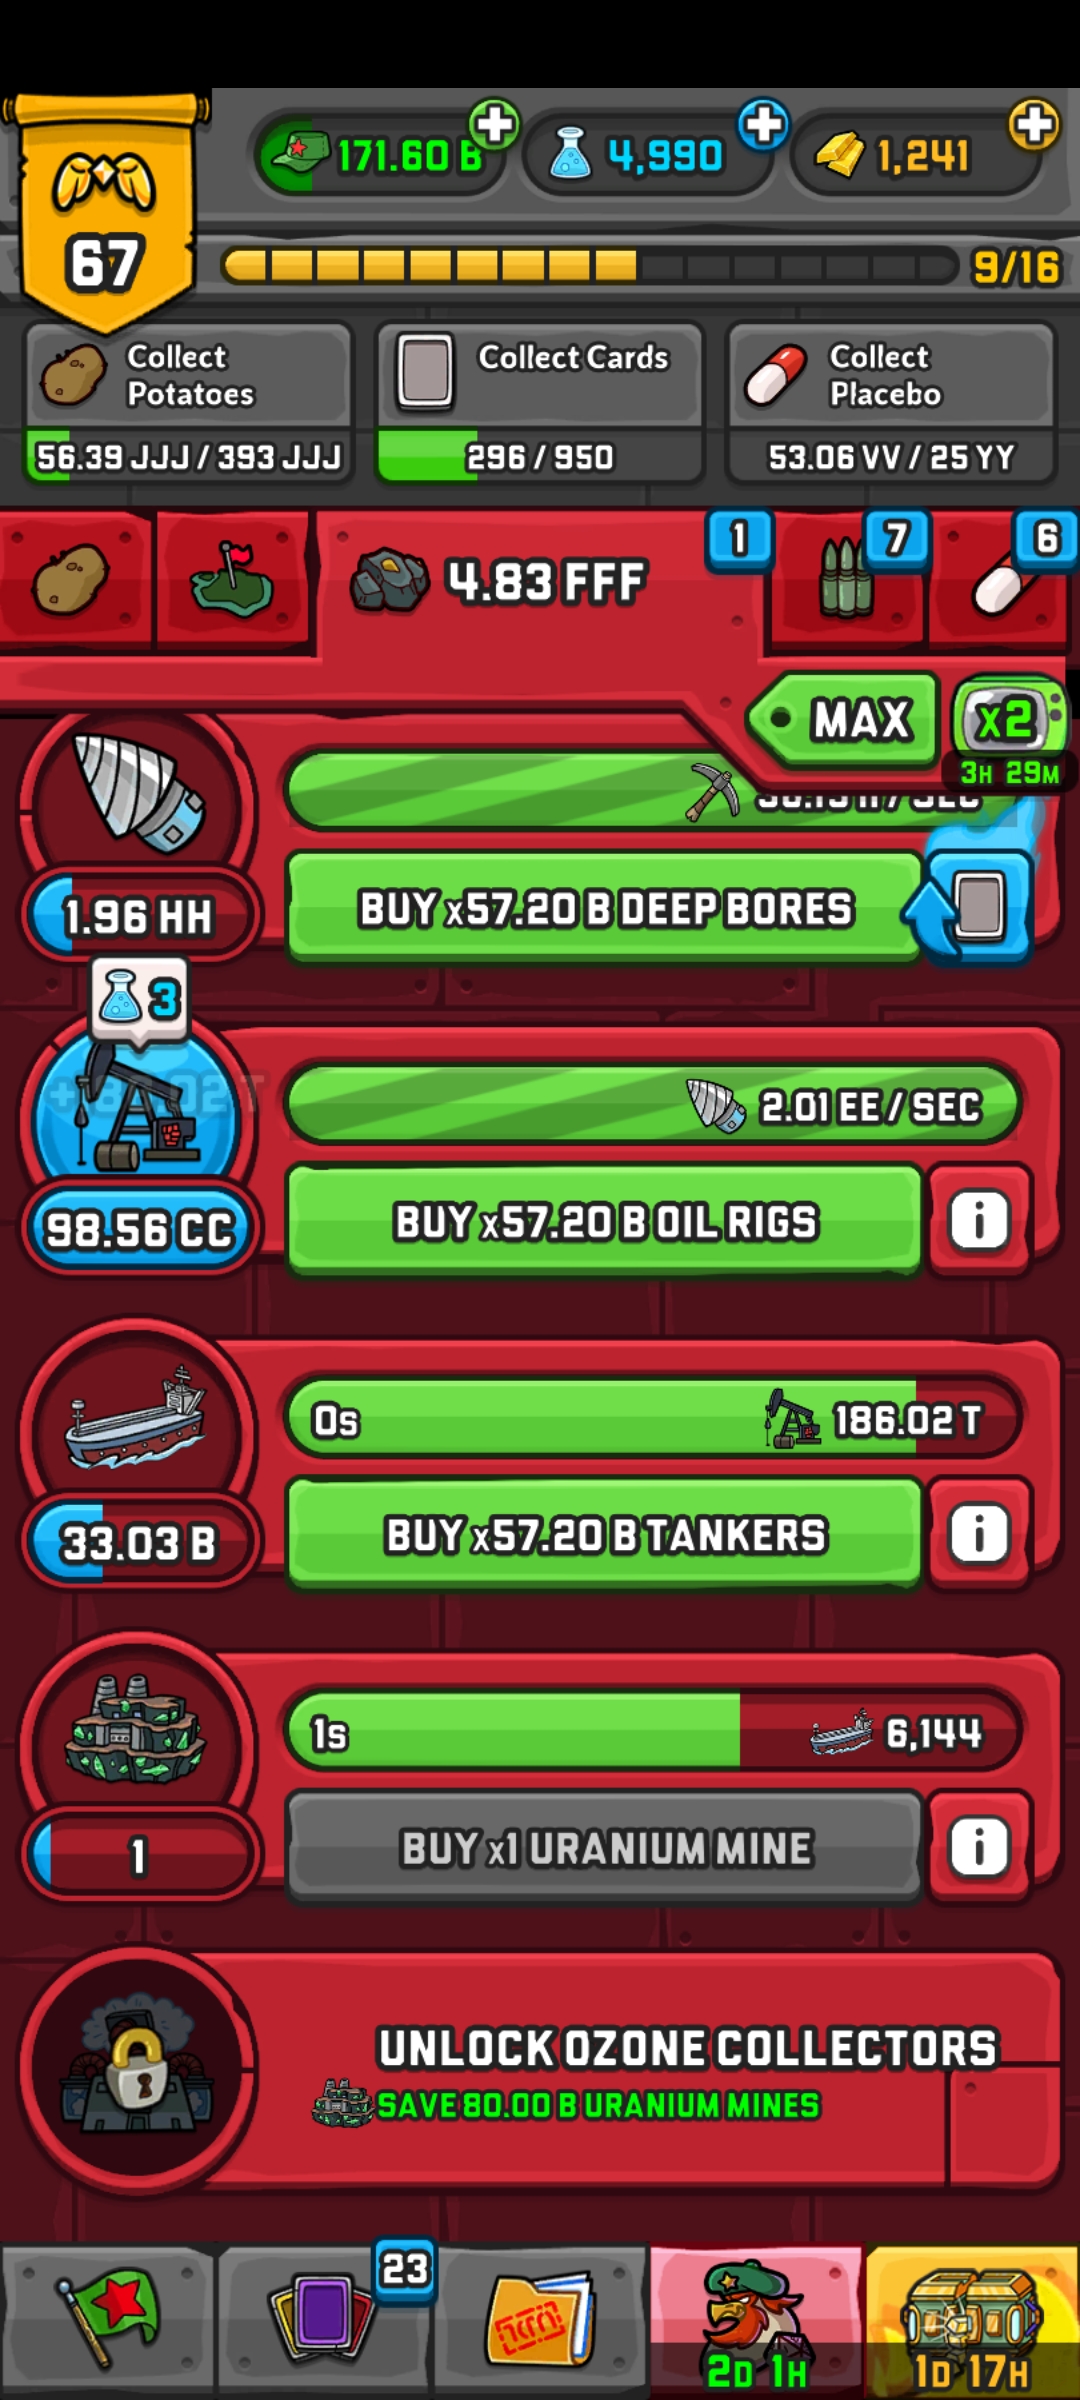 171.60 B
4,990
1,241
67
9/16
Collect Potatoes
56.39 JJJ / 393 JJJ
Collect Cards
296 / 950
Collect Placebo
53.06 VV / 25 YY
4.83 FFF
1
7
6
MAX
x2
3H 29M
/ SEC
1.96 HH
BUY x57.20 B DEEP BORES
3
2.01 EE / SEC
98.56 CC
BUY x57.20 B OIL RIGS
i
0s
186.02 T
33.03 B
BUY x57.20 B TANKERS
i
1s
6,144
1
BUY x1 URANIUM MINE
i
UNLOCK OZONE COLLECTORS
SAVE 80.00 B URANIUM MINES
23
2D 1H
1D 17H